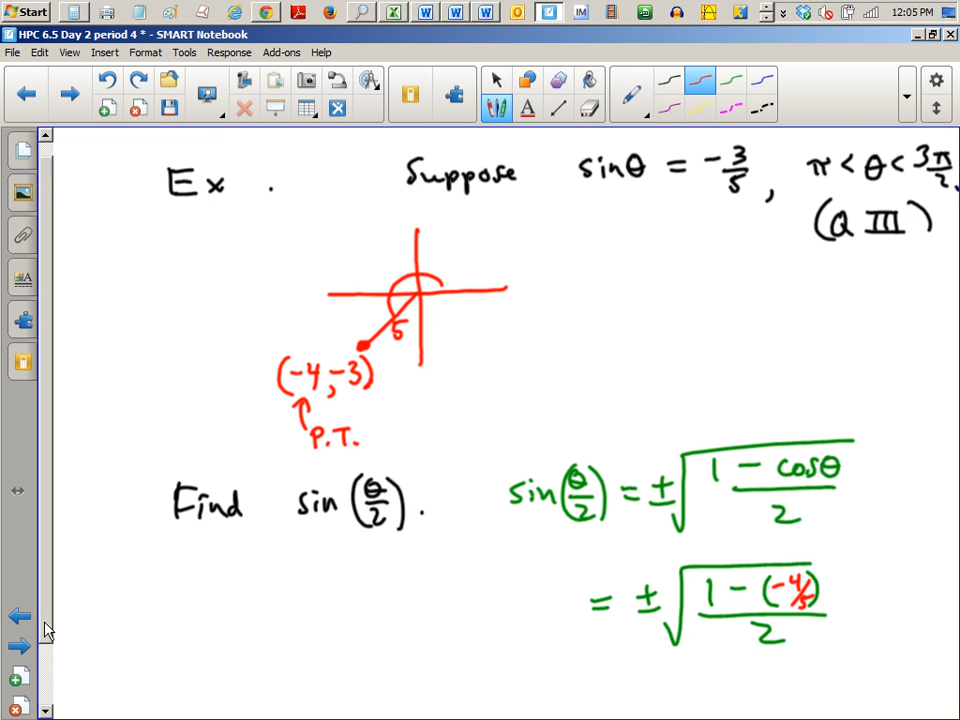 Start
12:05 PM
HPC 6.5 Day 2 period 4 * - SMART Notebook
File Edit View Insert Format Tools Response Add-ons Help
Ex . Suppose sinθ = -3/5 , π < θ < 3π/2 .
(Q III)
5
(-4, -3)
P.T.
Find sin (θ/2) . sin(θ/2) = ±√((1 - cosθ)/2)
= ±√((1 - (-4/5))/2)